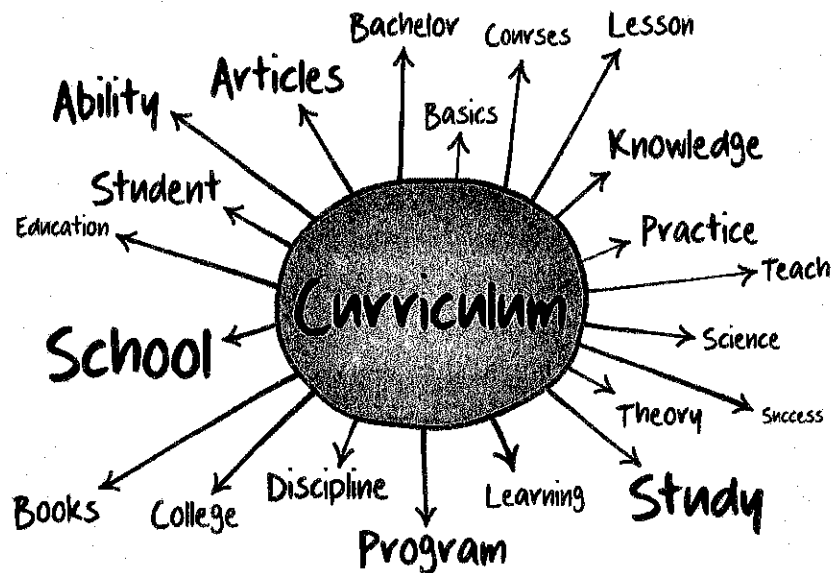 Bachelor
Courses
Lesson
Articles
Ability
Basics
Knowledge
Student
Education
Practice
Teach
Curriculum
School
Science
Theory
Success
Books
College
Discipline
Learning
Study
Program